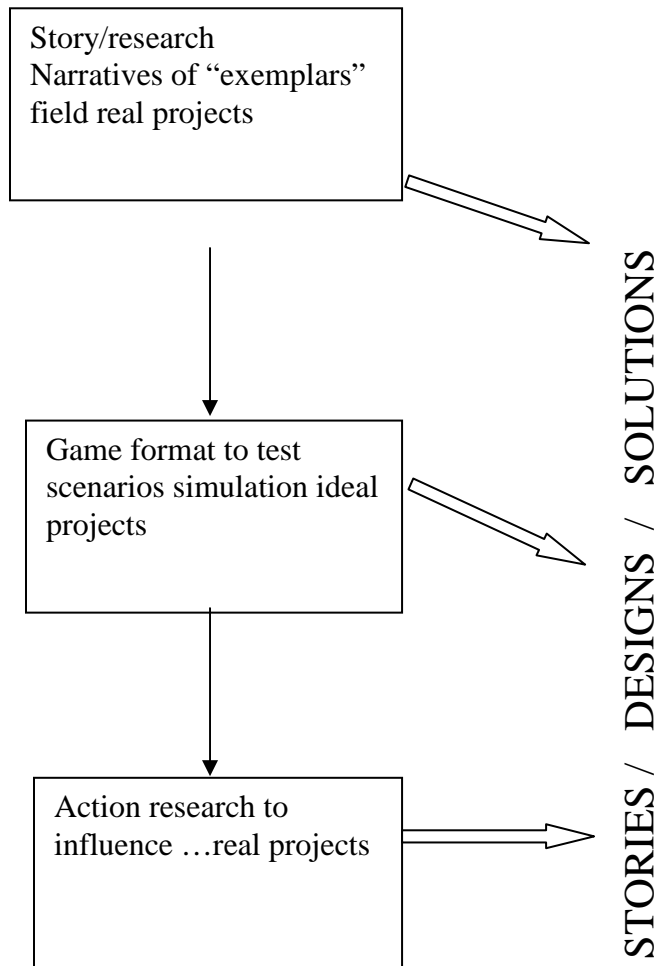 Story/research
Narratives of “exemplars”
field real projects
Game format to test
scenarios simulation ideal
projects
Action research to
influence …real projects
STORIES / DESIGNS / SOLUTIONS